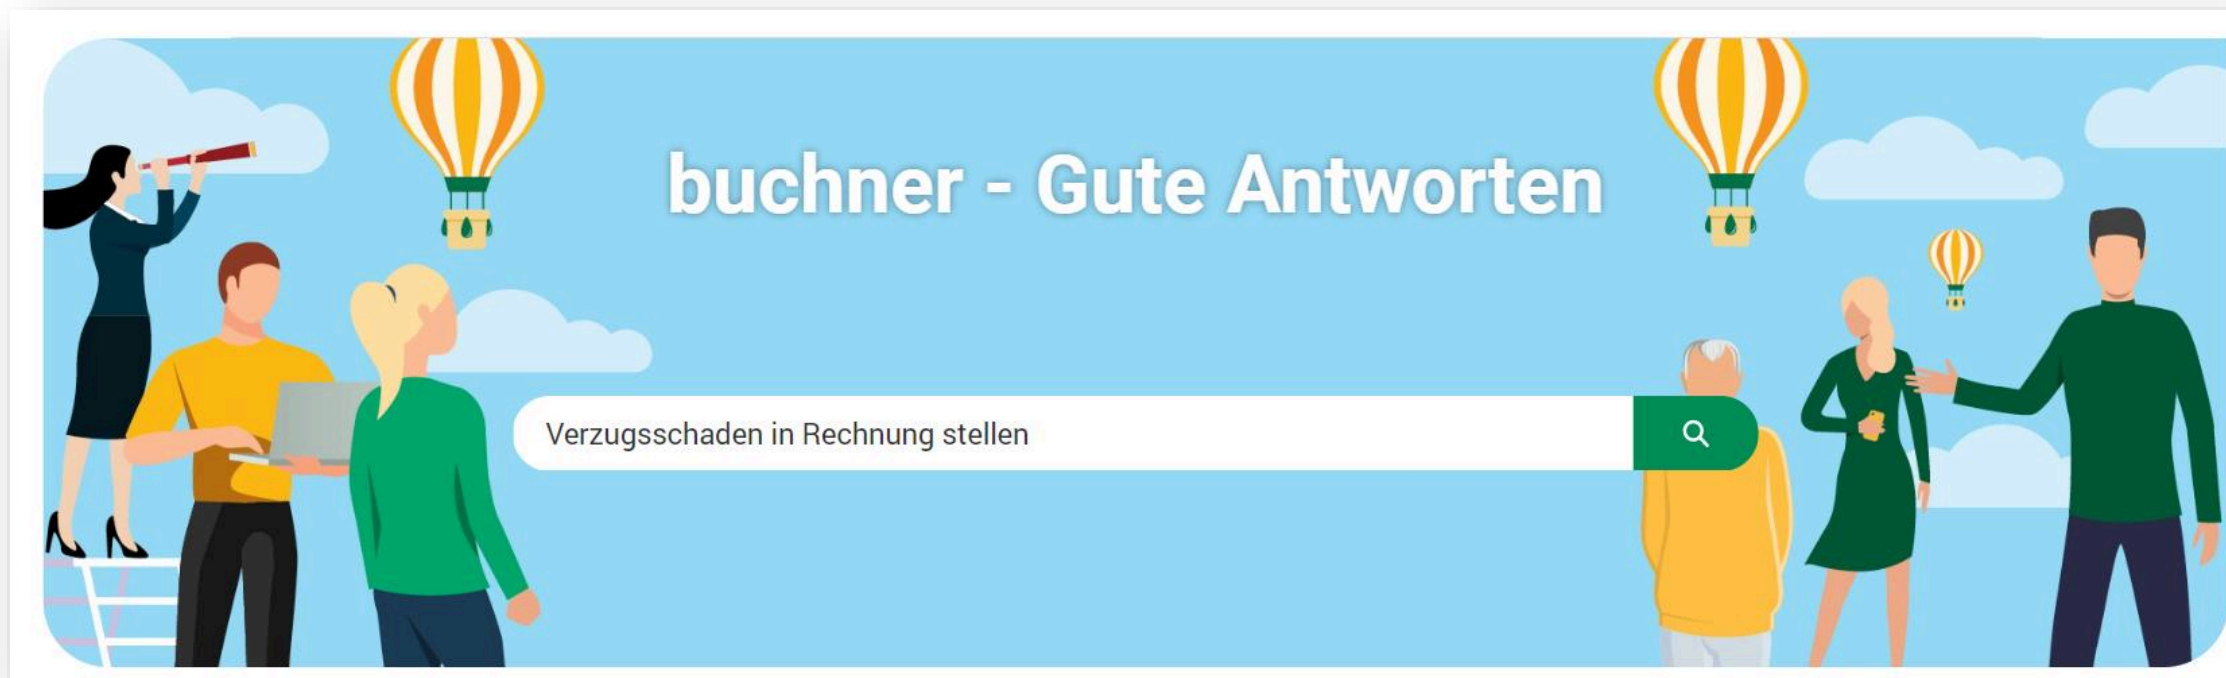 buchner - Gute Antworten
Verzugsschaden in Rechnung stellen